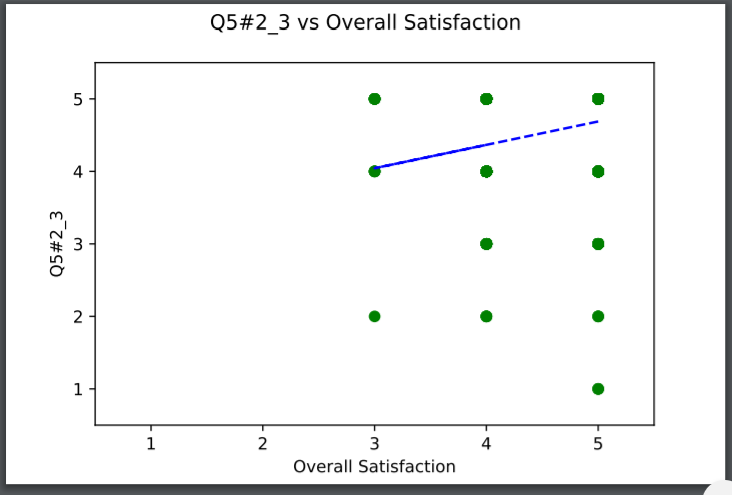 Q5#2_3 vs Overall Satisfaction
5
4
3
2
1
Q5#2_3
1 2 3 4 5
Overall Satisfaction